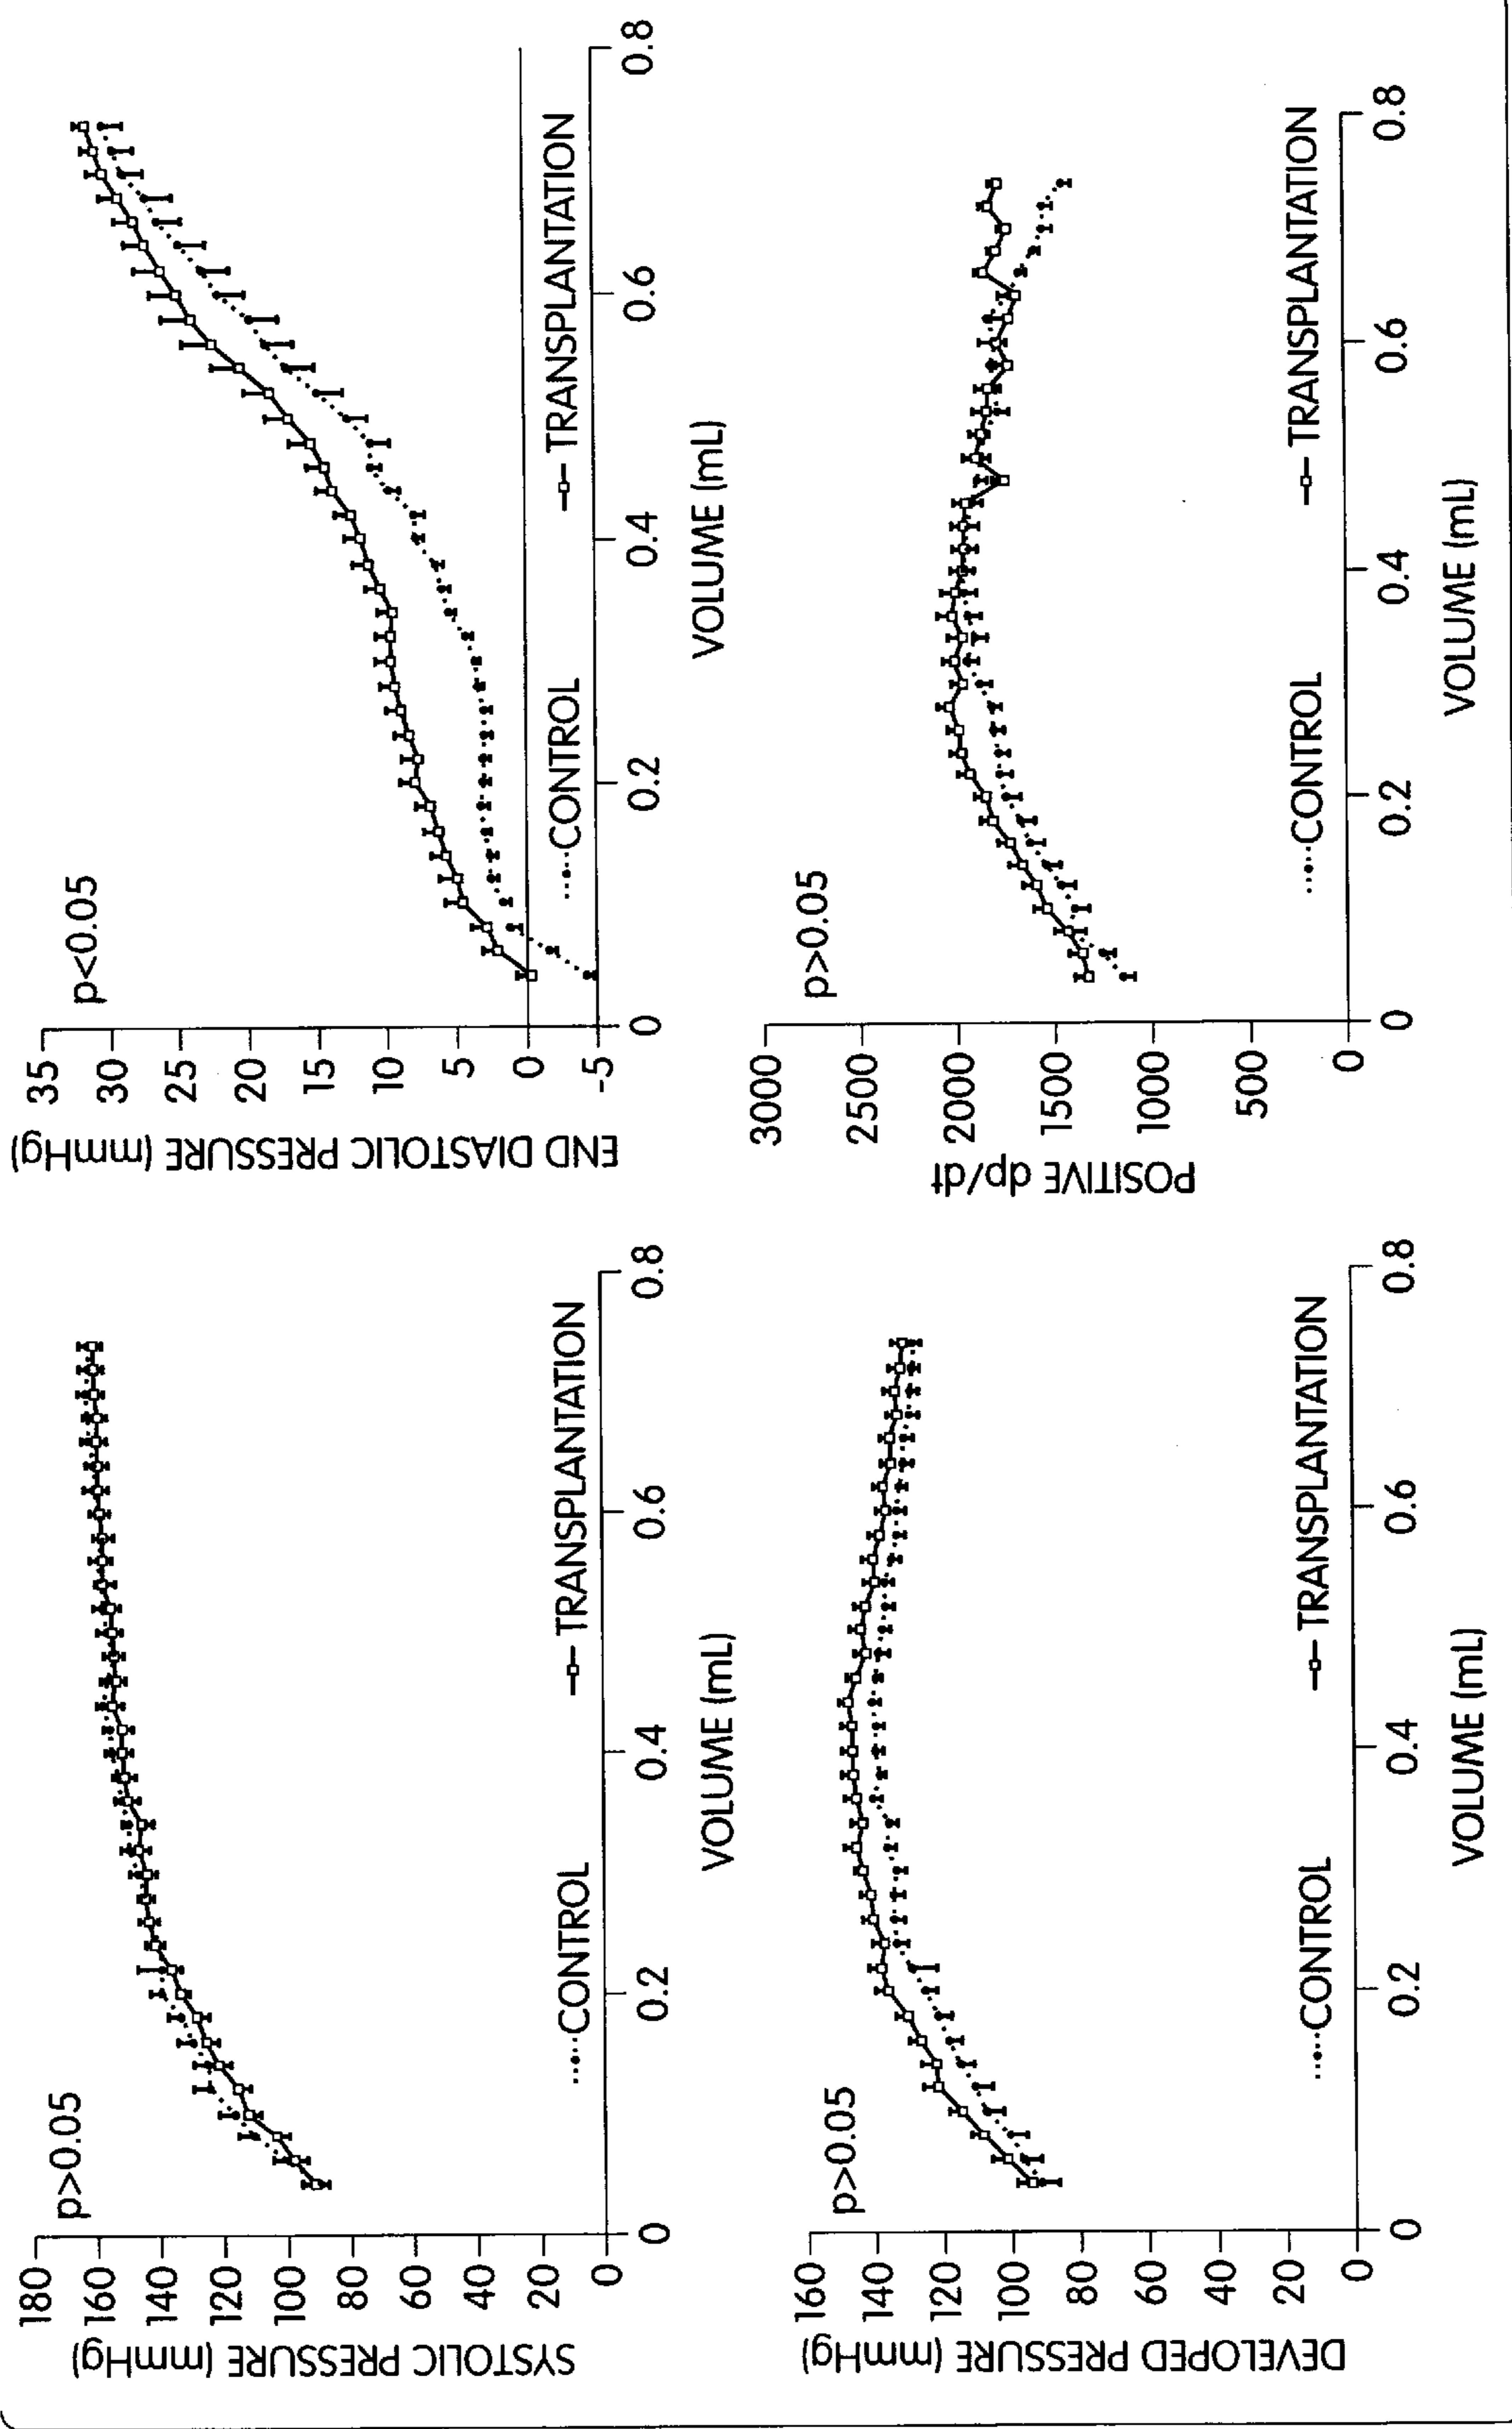 SYSTOLIC PRESSURE (mmHg)
180
160
140
120
100
80
60
40
20
0
p>0.05
CONTROL
TRANSPLANTATION
0 0.2 0.4 0.6 0.8
VOLUME (mL)
END DIASTOLIC PRESSURE (mmHg)
35
30
25
20
15
10
5
0
-5
p<0.05
CONTROL
TRANSPLANTATION
0 0.2 0.4 0.6 0.8
VOLUME (mL)
DEVELOPED PRESSURE (mmHg)
160
140
120
100
80
60
40
20
0
p>0.05
CONTROL
TRANSPLANTATION
0 0.2 0.4 0.6 0.8
VOLUME (mL)
POSITIVE dp/dt
3000
2500
2000
1500
1000
500
0
p>0.05
CONTROL
TRANSPLANTATION
0 0.2 0.4 0.6 0.8
VOLUME (mL)